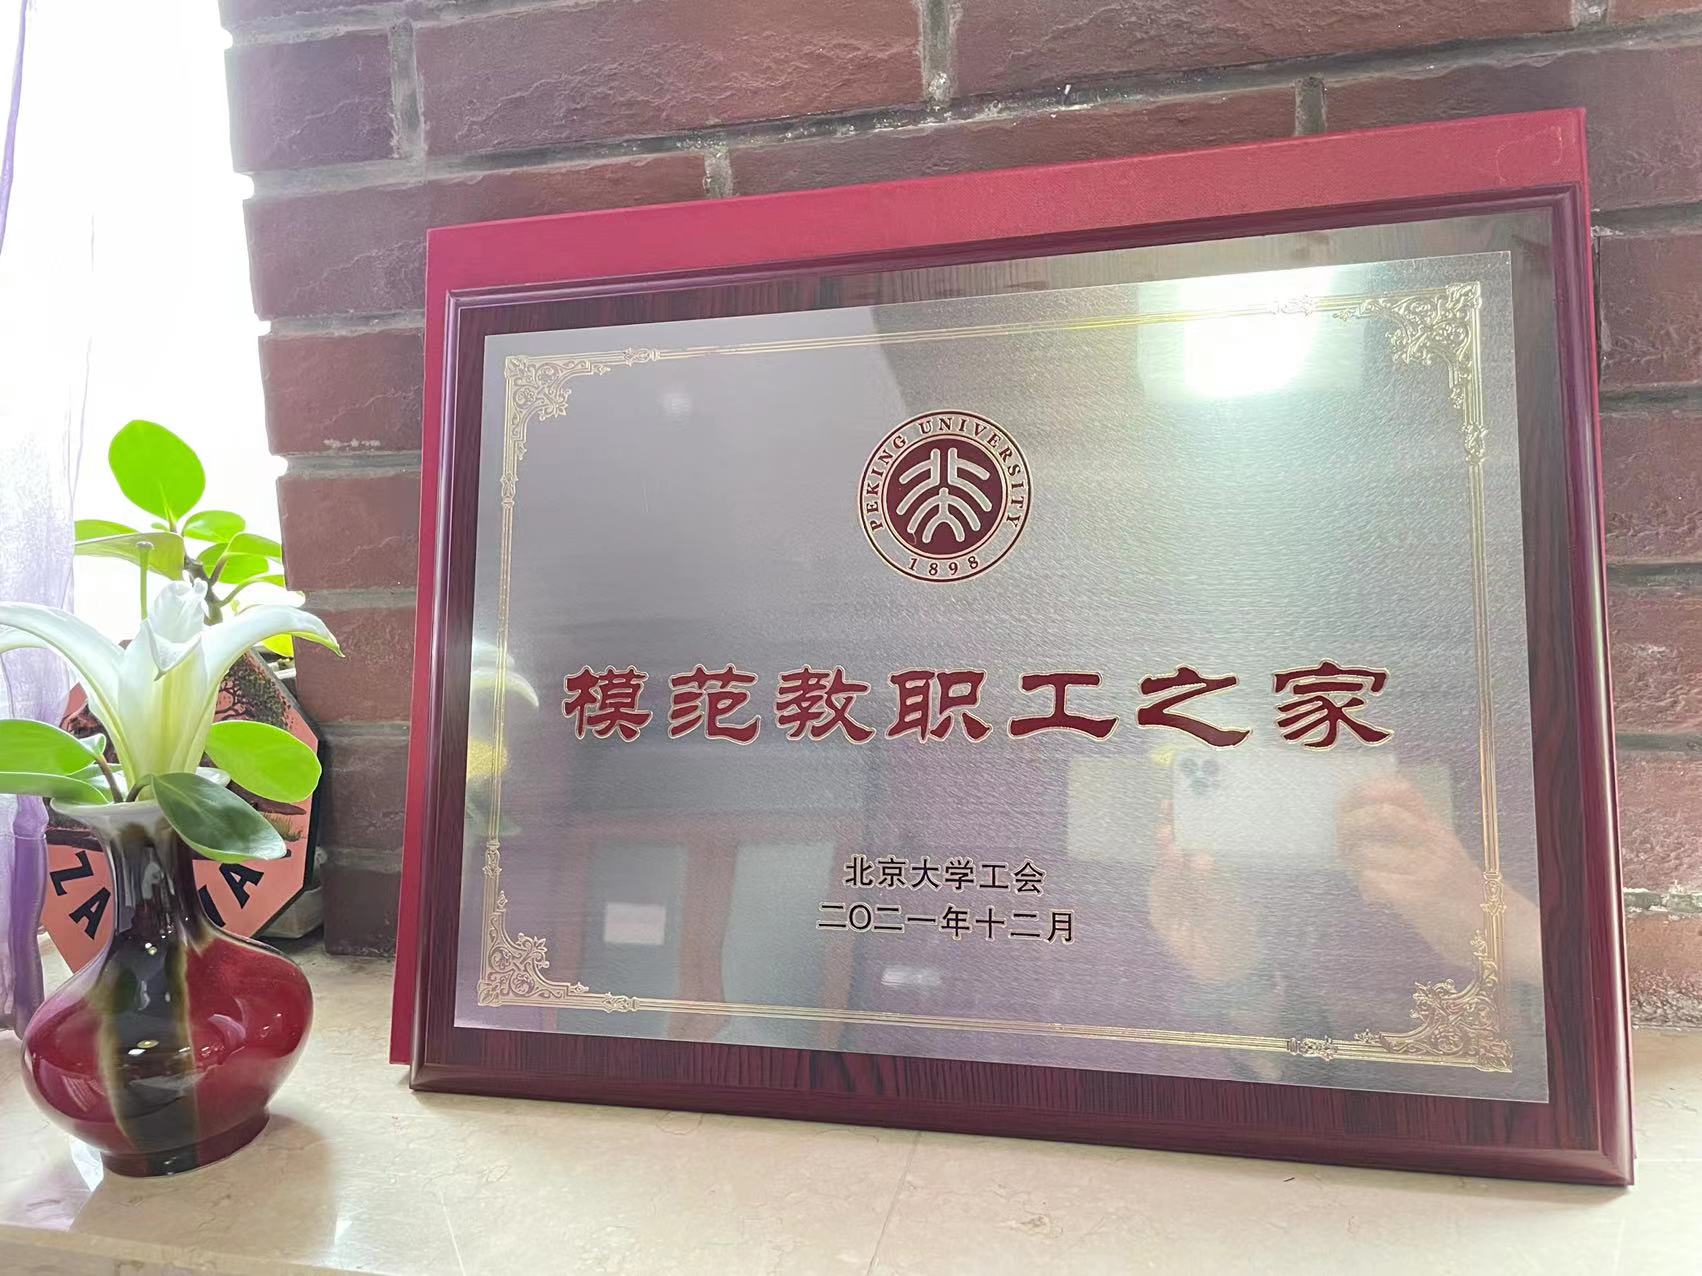 PEKING UNIVERSITY
1898
模范教职工之家
北京大学工会
二〇二一年十二月
ZA